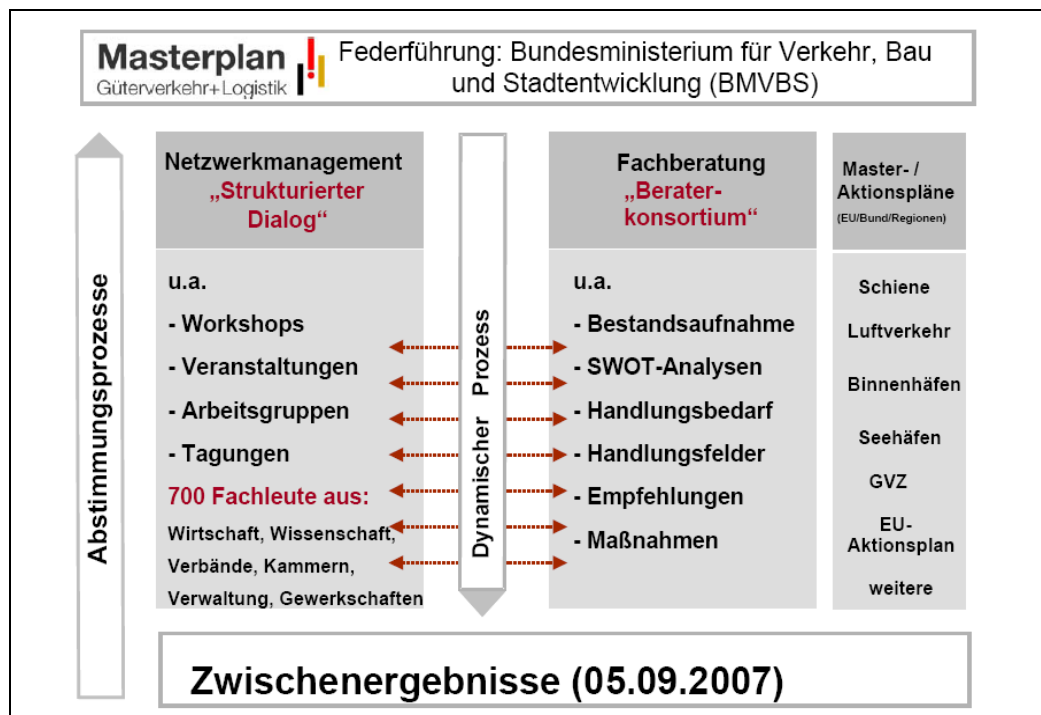 Masterplan
Güterverkehr+Logistik
Federführung: Bundesministerium für Verkehr, Bau
und Stadtentwicklung (BMVBS)
Abstimmungsprozesse
Netzwerkmanagement
„Strukturierter
Dialog“
u.a.
- Workshops
- Veranstaltungen
- Arbeitsgruppen
- Tagungen
700 Fachleute aus:
Wirtschaft, Wissenschaft,
Verbände, Kammern,
Verwaltung, Gewerkschaften
Dynamischer Prozess
Fachberatung
„Berater-
konsortium“
u.a.
- Bestandsaufnahme
- SWOT-Analysen
- Handlungsbedarf
- Handlungsfelder
- Empfehlungen
- Maßnahmen
Master- /
Aktionspläne
(EU/Bund/Regionen)
Schiene
Luftverkehr
Binnenhäfen
Seehäfen
GVZ
EU-
Aktionsplan
weitere
Zwischenergebnisse (05.09.2007)